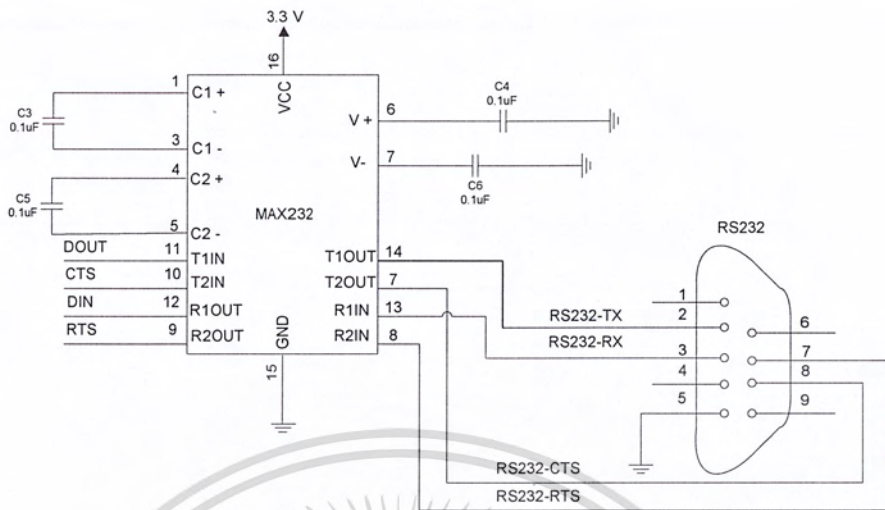 3.3 V
16
VCC
1
C1 +
C3
0.1uF
3
C1 -
4
C2 +
C5
0.1uF
5
C2 -
MAX232
6
V +
C4
0.1uF
7
V-
C6
0.1uF
DOUT
11
T1IN
CTS
10
T2IN
DIN
12
R1OUT
RTS
9
R2OUT
GND
15
T1OUT
14
T2OUT
7
R1IN
13
R2IN
8
RS232
RS232-TX
RS232-RX
1
2
3
4
5
6
7
8
9
RS232-CTS
RS232-RTS